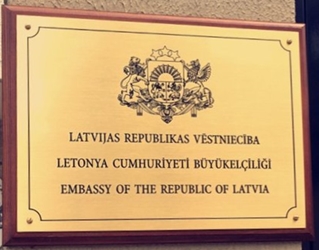 LATVIJAS REPUBLIKAS VĒSTNIECĪBA
LETONYA CUMHURİYETİ BÜYÜKELÇİLİĞİ
EMBASSY OF THE REPUBLIC OF LATVIA